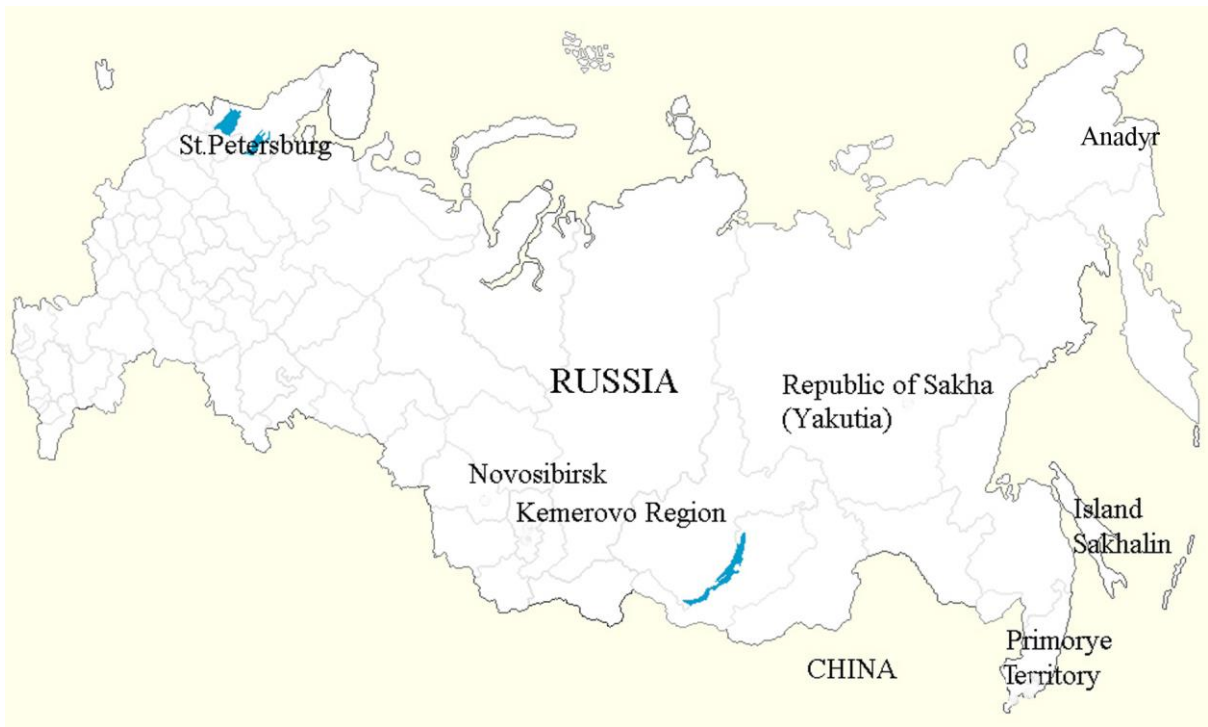 St.Petersburg
Anadyr
RUSSIA
Republic of Sakha
(Yakutia)
Novosibirsk
Kemerovo Region
Island
Sakhalin
Primorye
Territory
CHINA